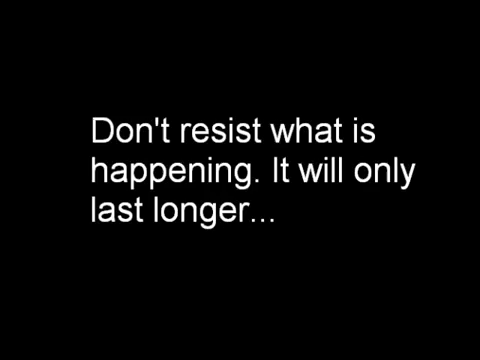 Don't resist what is
happening. It will only
last longer...